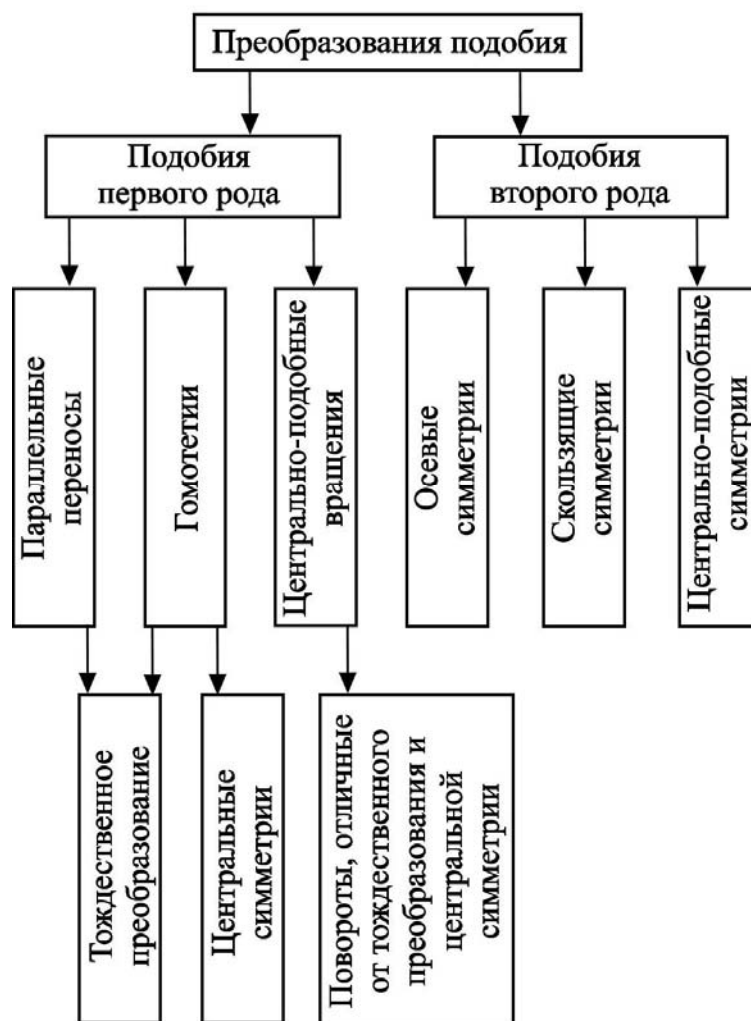 Преобразования подобия
Подобия
первого рода
Подобия
второго рода
Параллельные
переносы
Гомотетии
Центрально-подобные
вращения
Осевые
симметрии
Скользящие
симметрии
Центрально-подобные
симметрии
Тождественное
преобразование
Центральные
симметрии
Повороты, отличные
от тождественного
преобразования и
центральной
симметрии